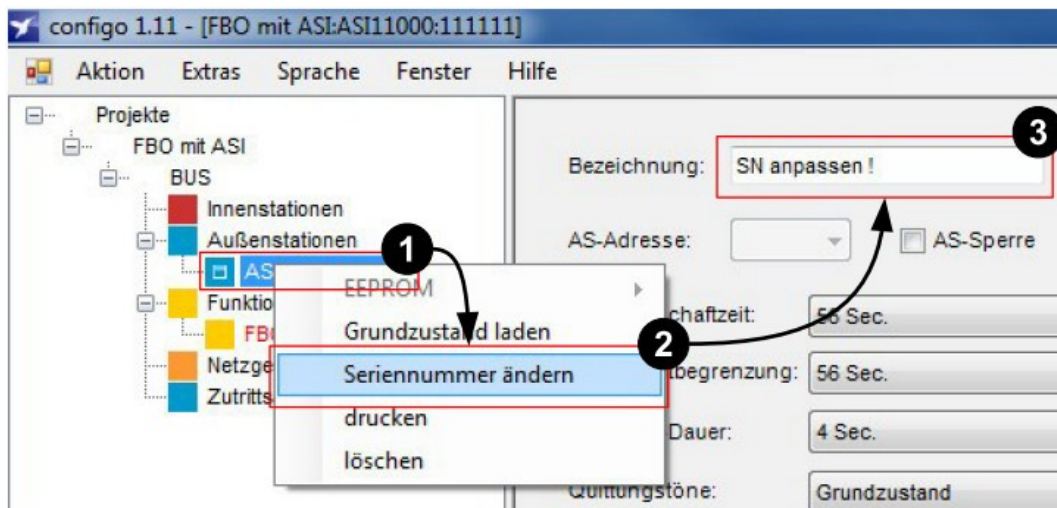 configo 1.11 - [FBO mit ASI:ASI11000:111111]
Aktion Extras Sprache Fenster Hilfe
Projekte
FBO mit ASI
BUS
Innenstationen
Außenstationen
AS
Funktio
FB
Netzge
Zutritts
1
EEPROM
Grundzustand laden
Seriennummer ändern
drucken
löschen
2
3
Bezeichnung: SN anpassen !
AS-Adresse: AS-Sperre
chaftzeit: 56 Sec.
begrenzung: 56 Sec.
Dauer: 4 Sec.
Quittungstöne: Grundzustand